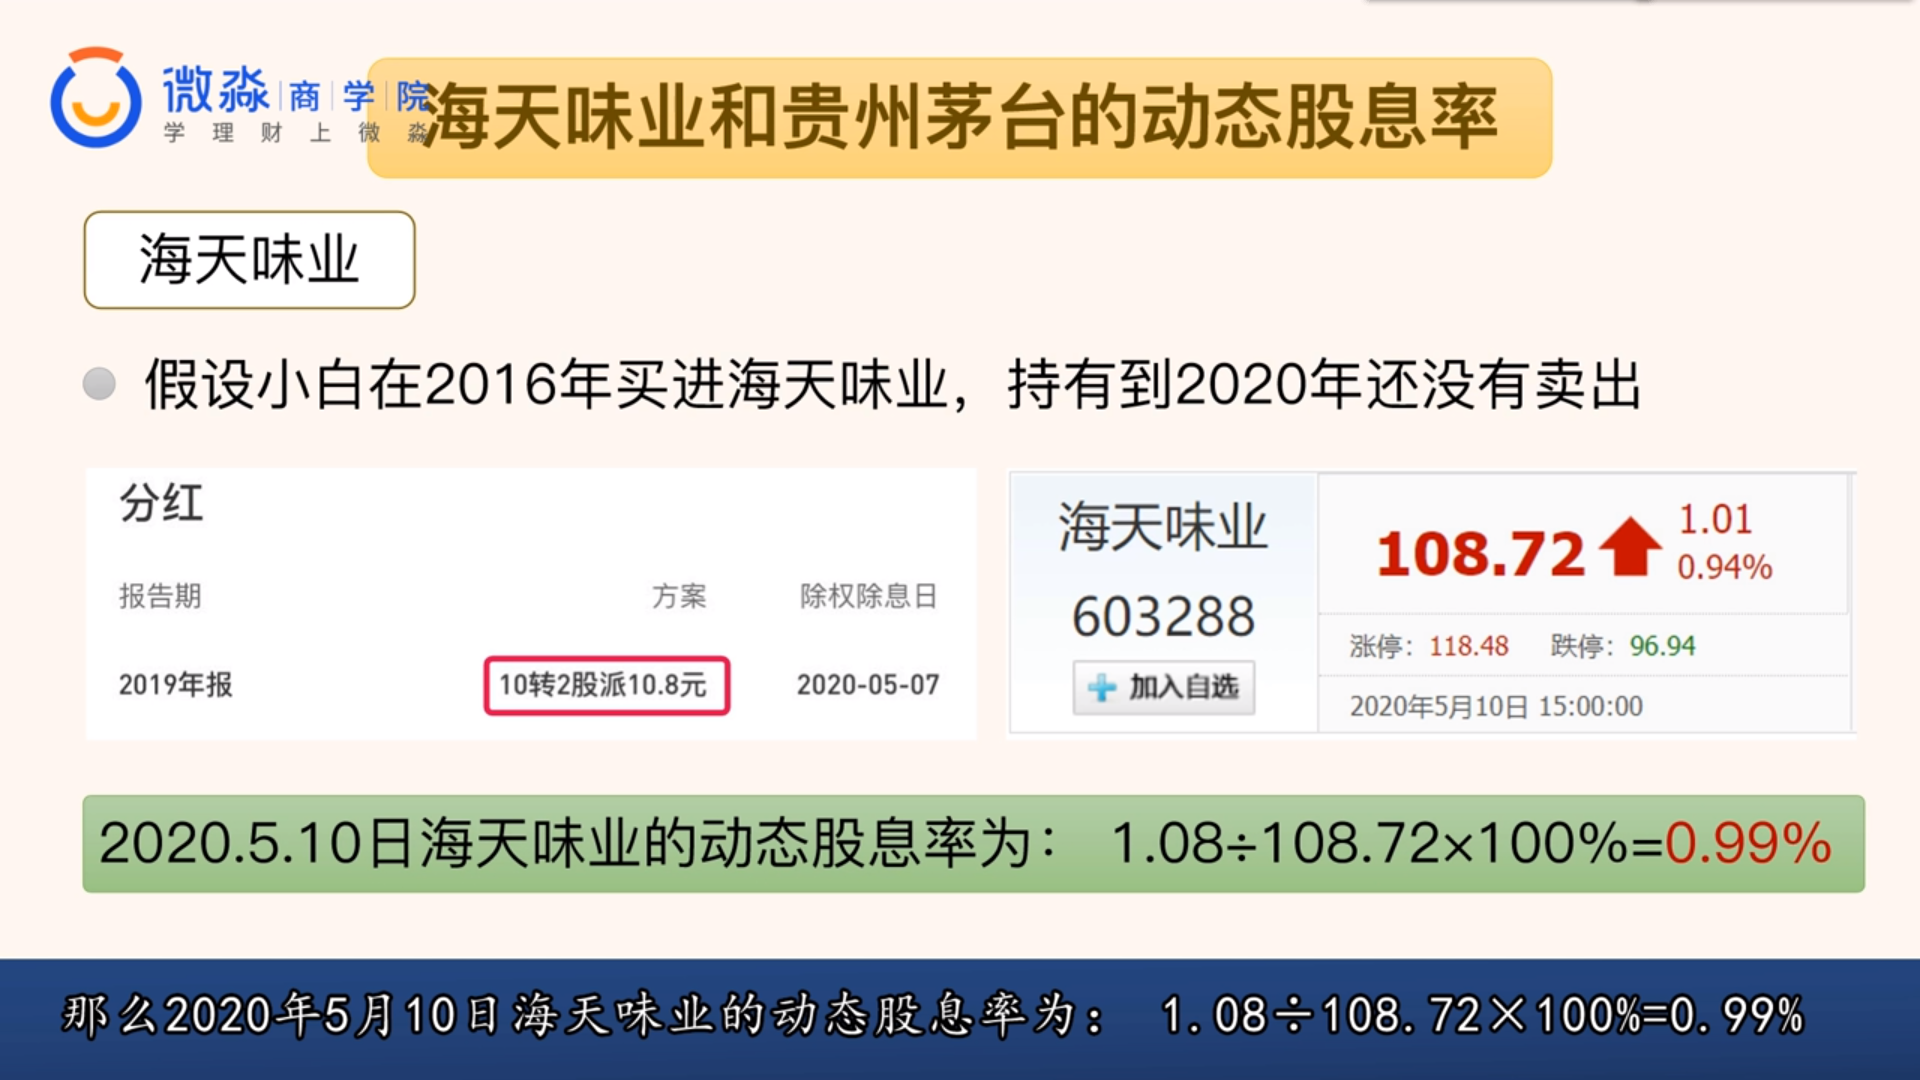 微淼商学院
学理财上微淼
海天味业和贵州茅台的动态股息率
海天味业
假设小白在2016年买进海天味业，持有到2020年还没有卖出
分红
报告期 方案 除权除息日
2019年报 10转2股派10.8元 2020-05-07
海天味业
603288
加入自选
108.72 1.01
0.94%
涨停：118.48 跌停：96.94
2020年5月10日 15:00:00
2020.5.10日海天味业的动态股息率为： 1.08÷108.72×100%=0.99%
那么2020年5月10日海天味业的动态股息率为： 1.08÷108.72×100%=0.99%